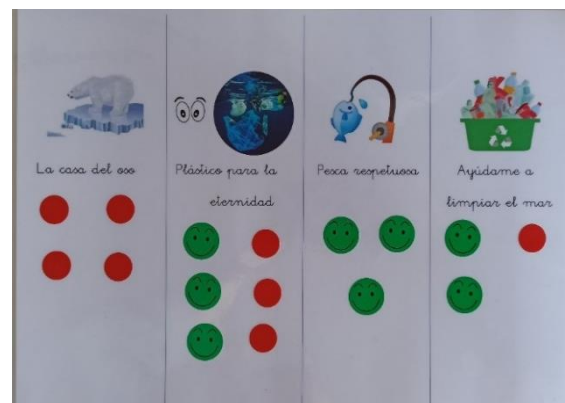 La casa del oso
Plástico para la
eternidad
Pesca respetuosa
Ayúdame a
limpiar el mar